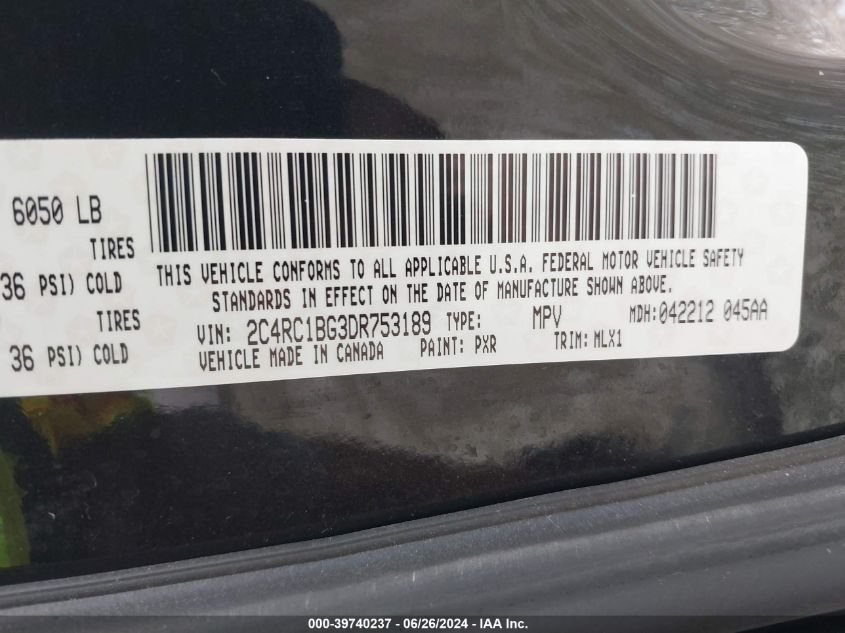 6050 LB
TIRES
36 PSI) COLD
TIRES
36 PSI) COLD
THIS VEHICLE CONFORMS TO ALL APPLICABLE U.S.A. FEDERAL MOTOR VEHICLE SAFETY
STANDARDS IN EFFECT ON THE DATE OF MANUFACTURE SHOWN ABOVE.
VIN: 2C4RC1BG3DR753189 TYPE: MPV MDH:042212 045AA
VEHICLE MADE IN CANADA PAINT: PXR TRIM: MLX1
000-39740237 - 06/26/2024 - IAA Inc.